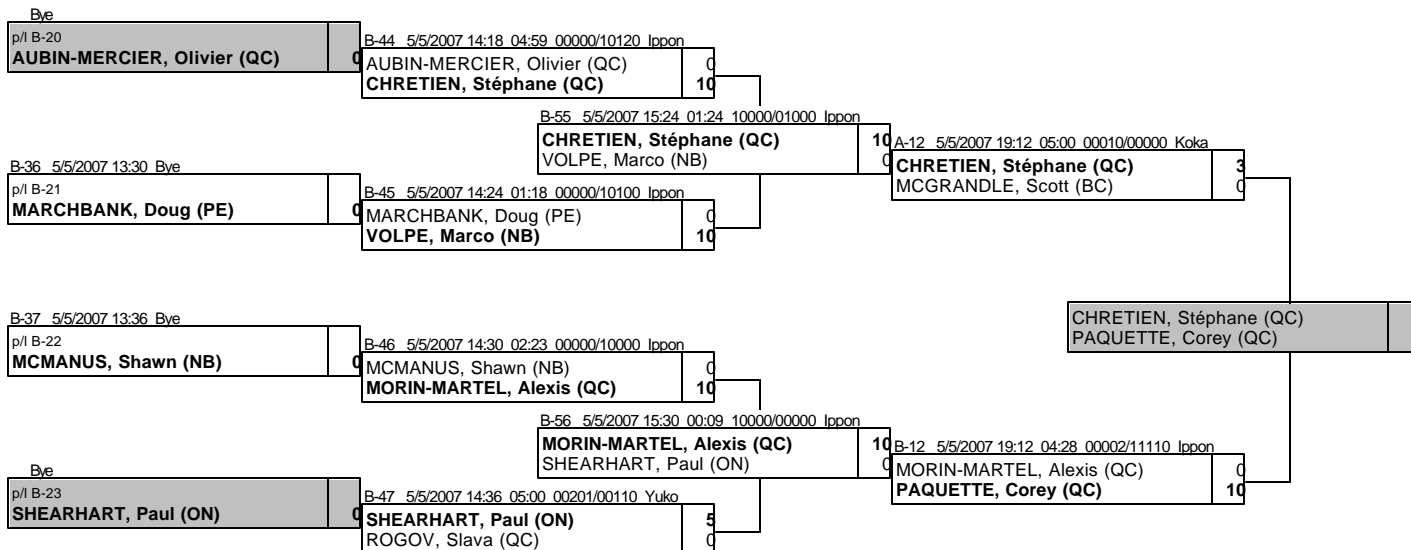 Bye
p/l B-20
AUBIN-MERCIER, Olivier (QC) 0
B-44 5/5/2007 14:18 04:59 00000/10120 Ippon
AUBIN-MERCIER, Olivier (QC) 0
CHRETIEN, Stéphane (QC) 10
B-55 5/5/2007 15:24 01:24 10000/01000 Ippon
CHRETIEN, Stéphane (QC) 10
VOLPE, Marco (NB) 0
A-12 5/5/2007 19:12 05:00 00010/00000 Koka
CHRETIEN, Stéphane (QC) 3
MCGRANDLE, Scott (BC) 0
B-36 5/5/2007 13:30 Bye
p/l B-21
MARCHBANK, Doug (PE) 0
B-45 5/5/2007 14:24 01:18 00000/10100 Ippon
MARCHBANK, Doug (PE) 0
VOLPE, Marco (NB) 10
CHRETIEN, Stéphane (QC)
PAQUETTE, Corey (QC)
B-37 5/5/2007 13:36 Bye
p/l B-22
MCMANUS, Shawn (NB) 0
B-46 5/5/2007 14:30 02:23 00000/10000 Ippon
MCMANUS, Shawn (NB) 0
MORIN-MARTEL, Alexis (QC) 10
B-56 5/5/2007 15:30 00:09 10000/00000 Ippon
MORIN-MARTEL, Alexis (QC) 10
SHEARHART, Paul (ON) 0
B-12 5/5/2007 19:12 04:28 00002/11110 Ippon
MORIN-MARTEL, Alexis (QC) 0
PAQUETTE, Corey (QC) 10
Bye
p/l B-23
SHEARHART, Paul (ON) 0
B-47 5/5/2007 14:36 05:00 00201/00110 Yuko
SHEARHART, Paul (ON) 5
ROGOV, Slava (QC) 0